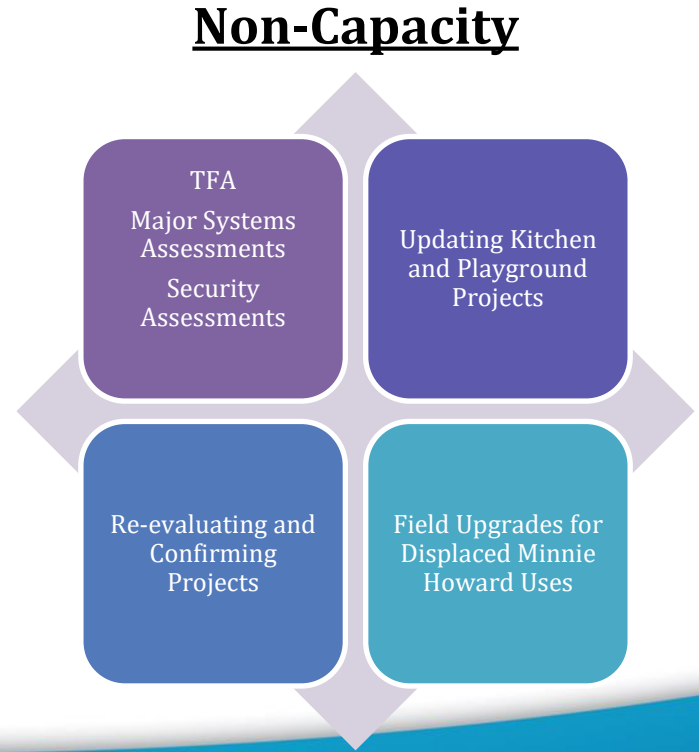 Non-Capacity
TFA
Major Systems
Assessments
Security
Assessments
Updating Kitchen
and Playground
Projects
Re-evaluating and
Confirming
Projects
Field Upgrades for
Displaced Minnie
Howard Uses